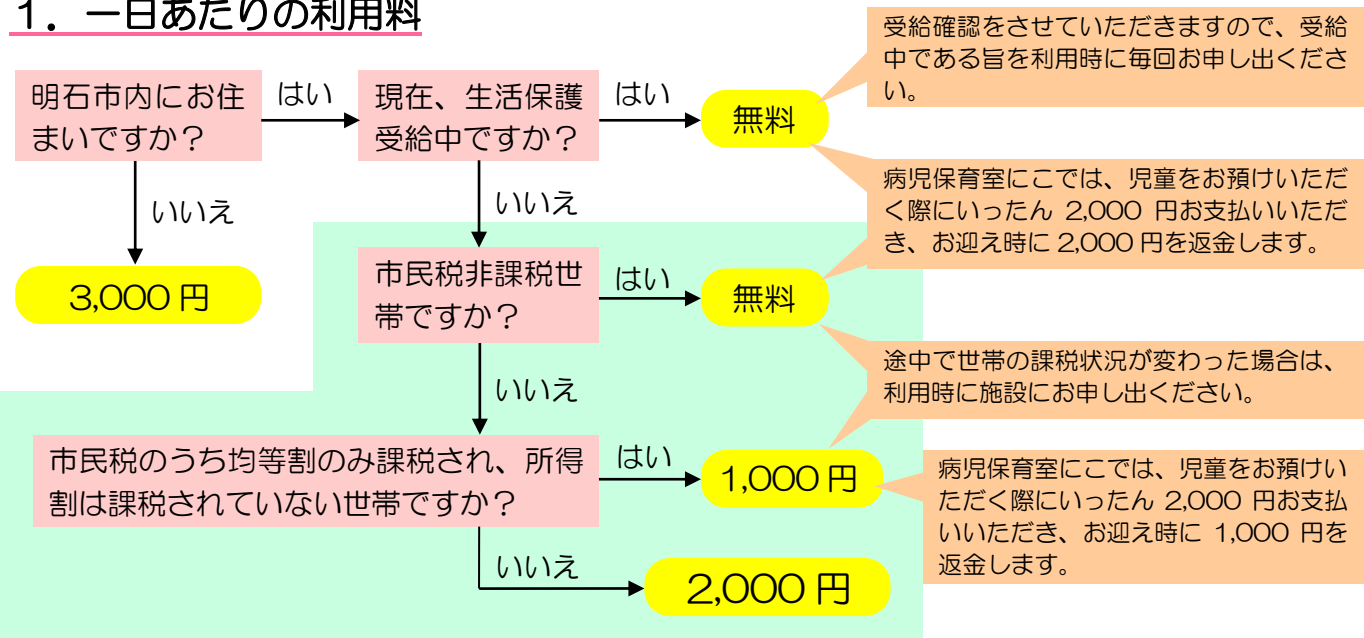 1．一日あたりの利用料
受給確認をさせていただきますので、受給
中である旨を利用時に毎回お申し出くださ
い。
明石市内にお住
まいですか？
はい
現在、生活保護
受給中ですか？
はい
無料
いいえ
いいえ
病児保育室にこでは、児童をお預けいただ
く際にいったん 2,000 円お支払いいただ
き、お迎え時に 2,000 円を返金します。
3,000 円
市民税非課税世
帯ですか？
はい
無料
途中で世帯の課税状況が変わった場合は、
利用時に施設にお申し出ください。
いいえ
市民税のうち均等割のみ課税され、所得
割は課税されていない世帯ですか？
はい
1,000 円
病児保育室にこでは、児童をお預けい
ただく際にいったん 2,000 円お支払
いいただき、お迎え時に 1,000 円を
返金します。
いいえ
2,000 円